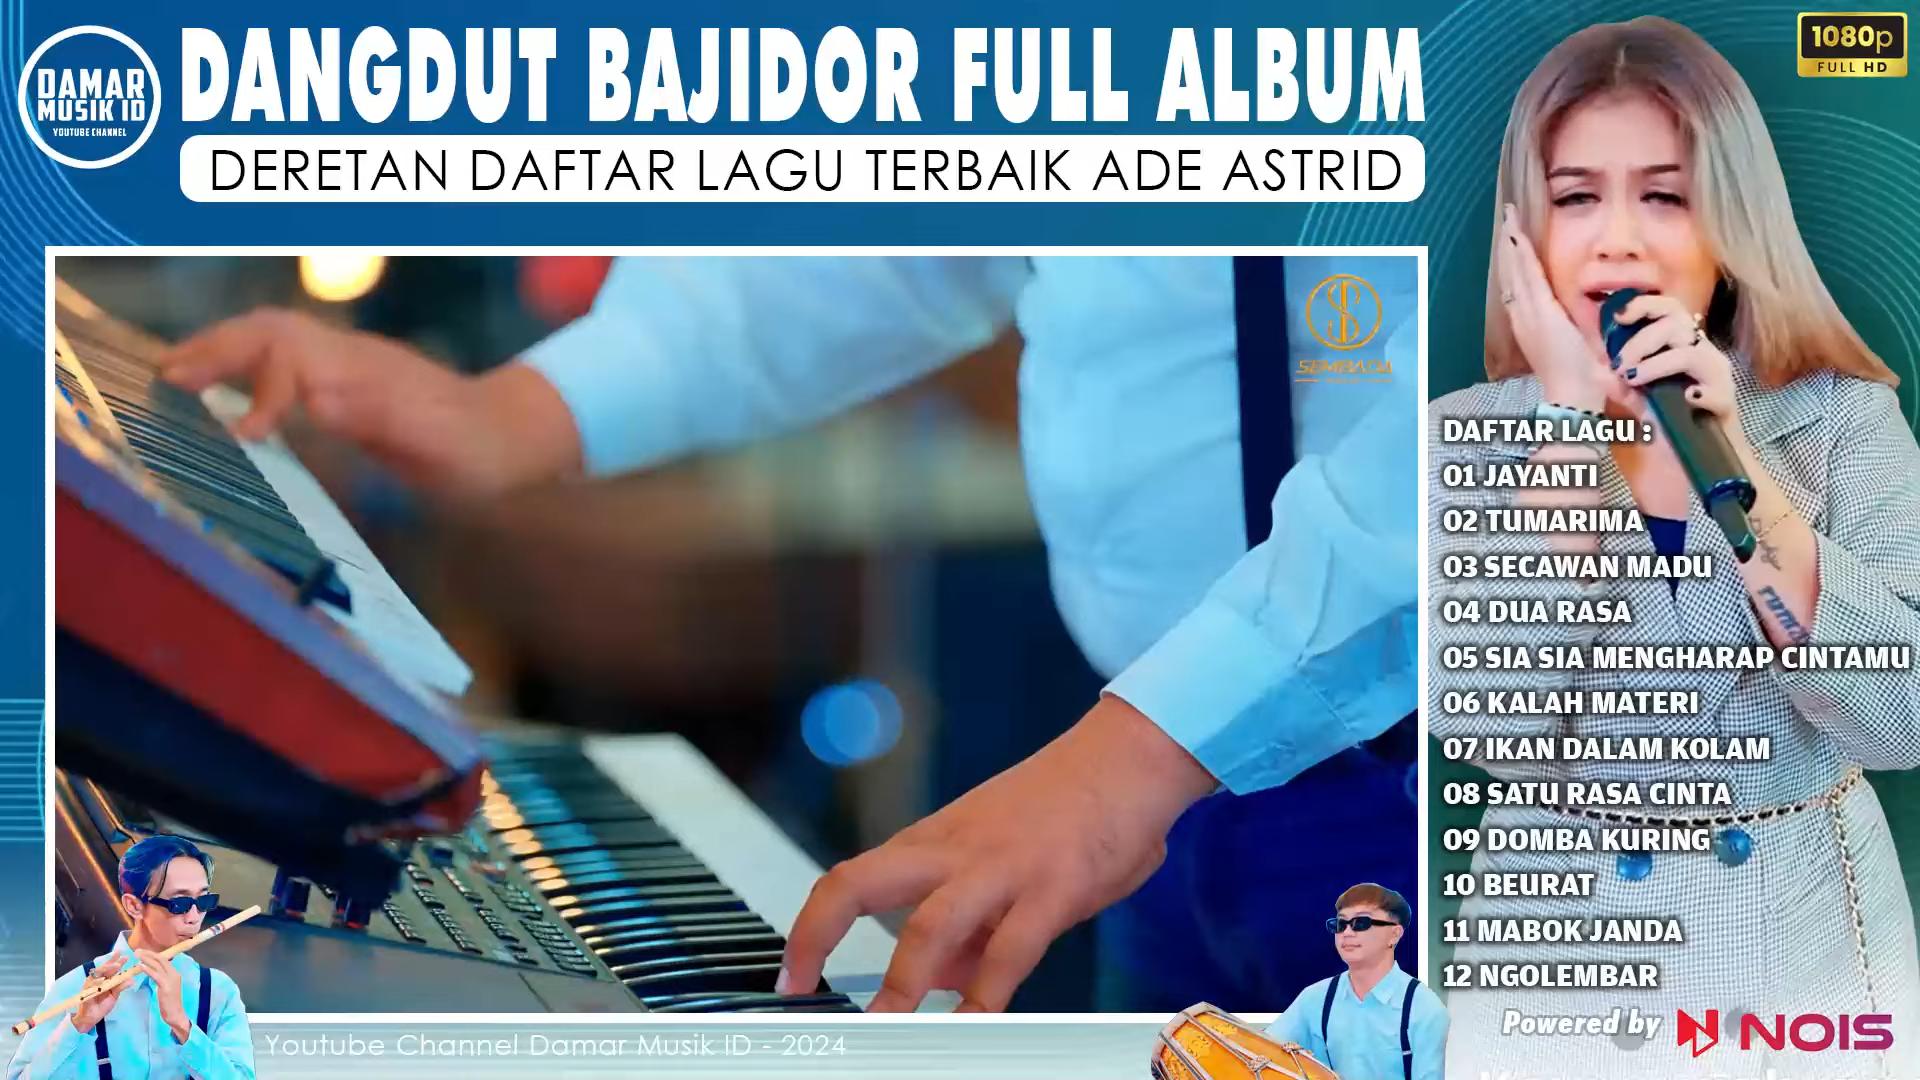 DAMAR
MUSIK ID
YOUTUBE CHANNEL
DANGDUT BAJIDOR FULL ALBUM
DERETAN DAFTAR LAGU TERBAIK ADE ASTRID
1080p
FULL HD
SEMBADA
DAFTAR LAGU :
01 JAYANTI
02 TUMARIMA
03 SECAWAN MADU
04 DUA RASA
05 SIA SIA MENGHARAP CINTAMU
06 KALAH MATERI
07 IKAN DALAM KOLAM
08 SATU RASA CINTA
09 DOMBA KURING
10 BEURAT
11 MABOK JANDA
12 NGOLEMBAR
Powered by
NOIS
Youtube Channel Damar Musik ID - 2024